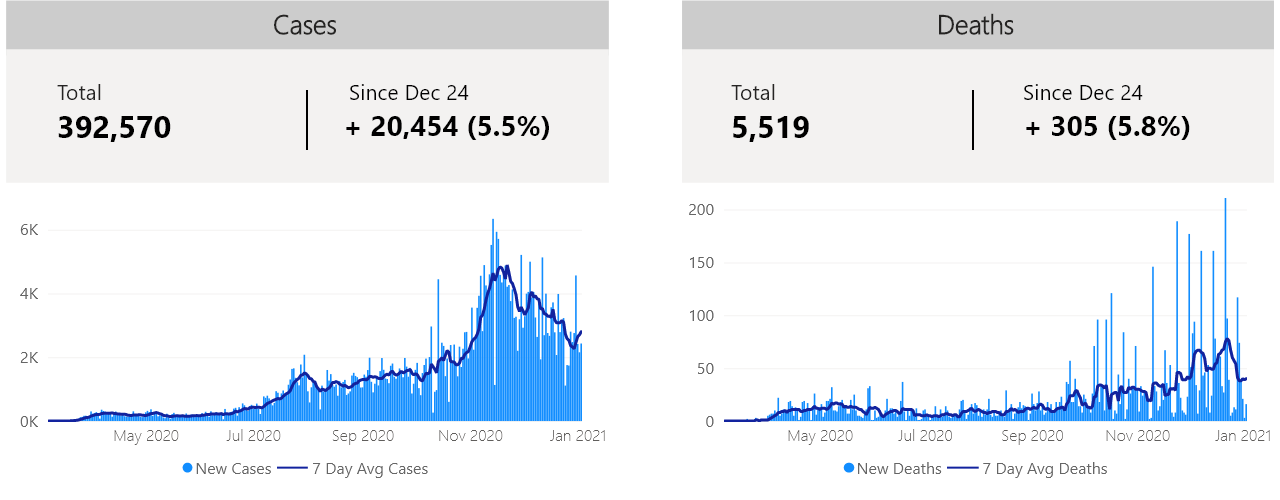 Cases
Total
392,570
Since Dec 24
+ 20,454 (5.5%)
6K
4K
2K
0K
May 2020 Jul 2020 Sep 2020 Nov 2020 Jan 2021
New Cases 7 Day Avg Cases
Deaths
Total
5,519
Since Dec 24
+ 305 (5.8%)
200
150
100
50
0
May 2020 Jul 2020 Sep 2020 Nov 2020 Jan 2021
New Deaths 7 Day Avg Deaths